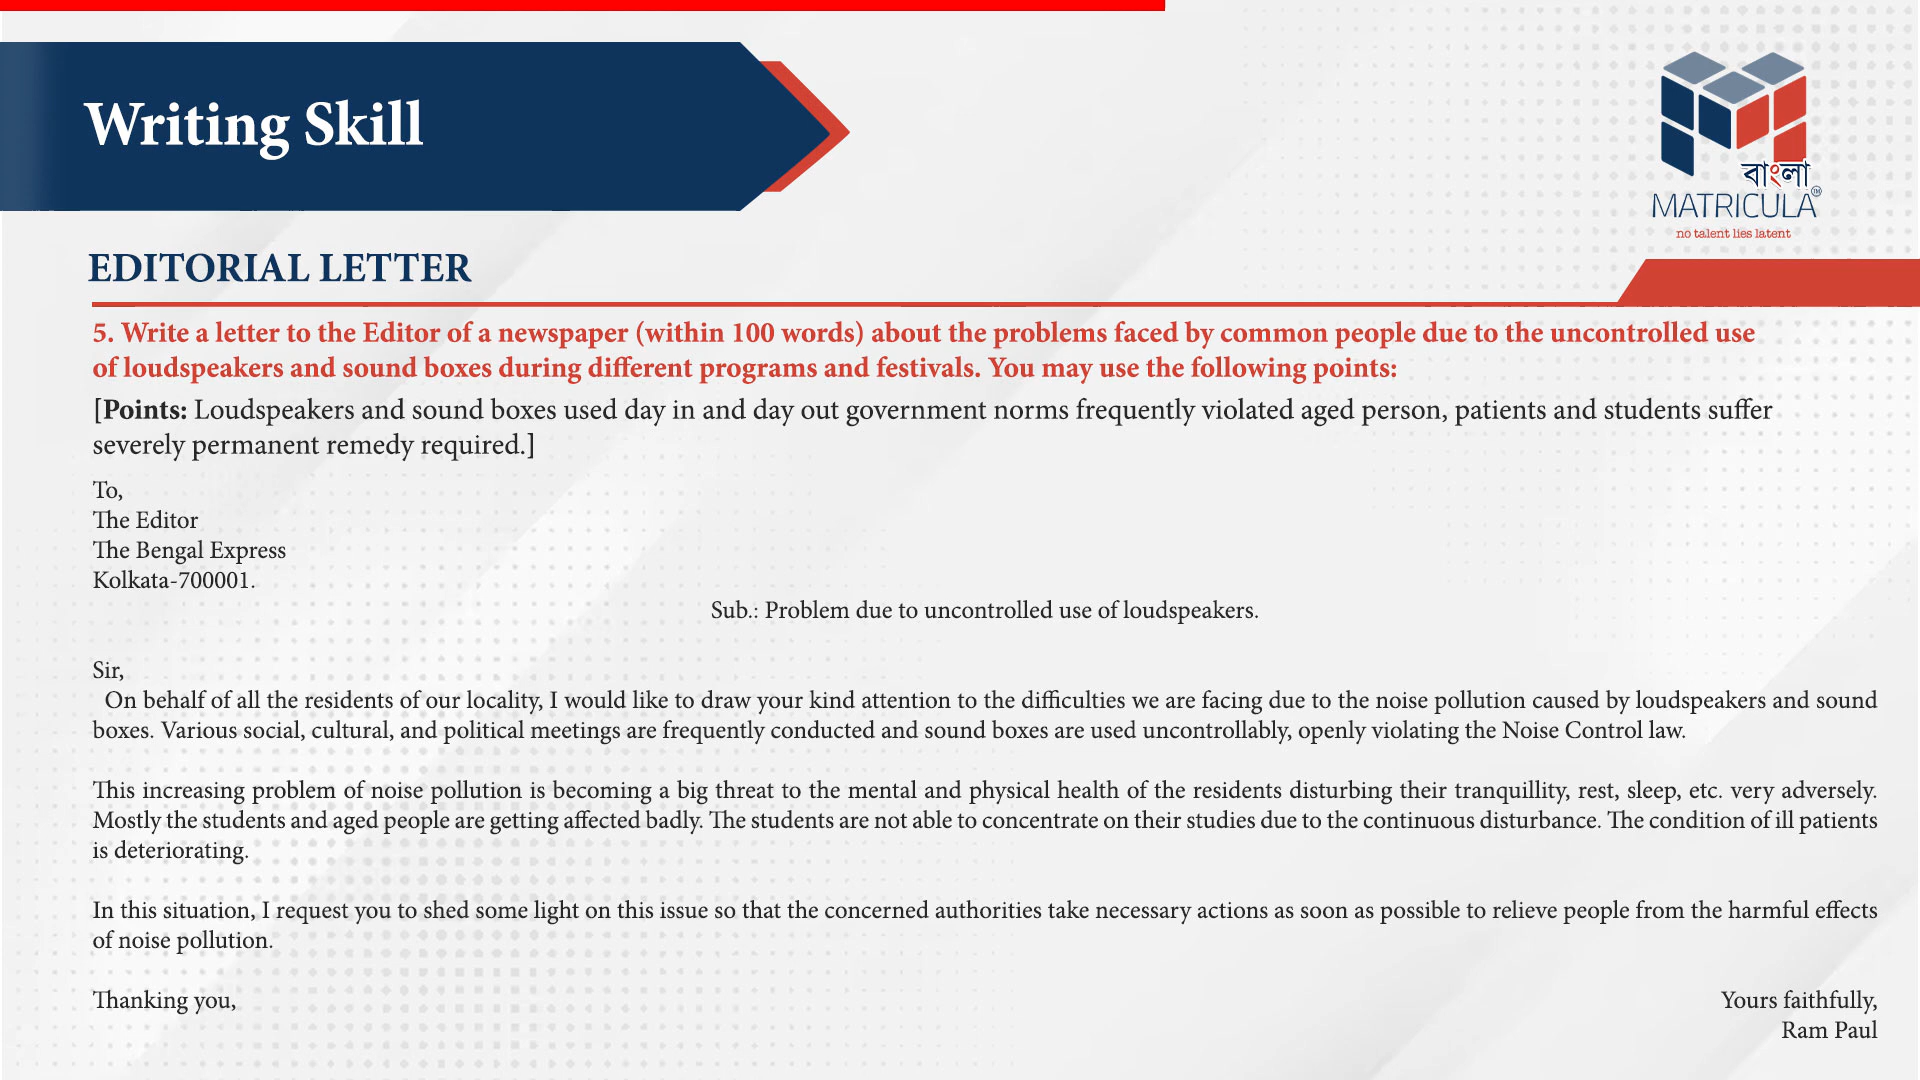 Writing Skill
বাংলা
MATRICULA™
no talent lies latent
EDITORIAL LETTER
5. Write a letter to the Editor of a newspaper (within 100 words) about the problems faced by common people due to the uncontrolled use
of loudspeakers and sound boxes during different programs and festivals. You may use the following points:
[Points: Loudspeakers and sound boxes used day in and day out government norms frequently violated aged person, patients and students suffer
severely permanent remedy required.]
To,
The Editor
The Bengal Express
Kolkata-700001.
Sub.: Problem due to uncontrolled use of loudspeakers.
Sir,
On behalf of all the residents of our locality, I would like to draw your kind attention to the difficulties we are facing due to the noise pollution caused by loudspeakers and sound
boxes. Various social, cultural, and political meetings are frequently conducted and sound boxes are used uncontrollably, openly violating the Noise Control law.
This increasing problem of noise pollution is becoming a big threat to the mental and physical health of the residents disturbing their tranquillity, rest, sleep, etc. very adversely.
Mostly the students and aged people are getting affected badly. The students are not able to concentrate on their studies due to the continuous disturbance. The condition of ill patients
is deteriorating.
In this situation, I request you to shed some light on this issue so that the concerned authorities take necessary actions as soon as possible to relieve people from the harmful effects
of noise pollution.
Thanking you,
Yours faithfully,
Ram Paul